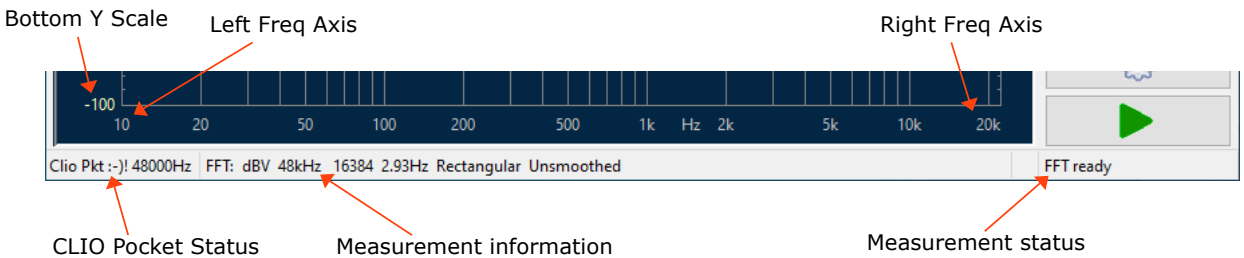 Bottom Y Scale
Left Freq Axis
Right Freq Axis
-100
10 20 50 100 200 500 1k Hz 2k 5k 10k 20k
Clio Pkt :-)! 48000Hz FFT: dBV 48kHz 16384 2.93Hz Rectangular Unsmoothed FFT ready
CLIO Pocket Status
Measurement information
Measurement status